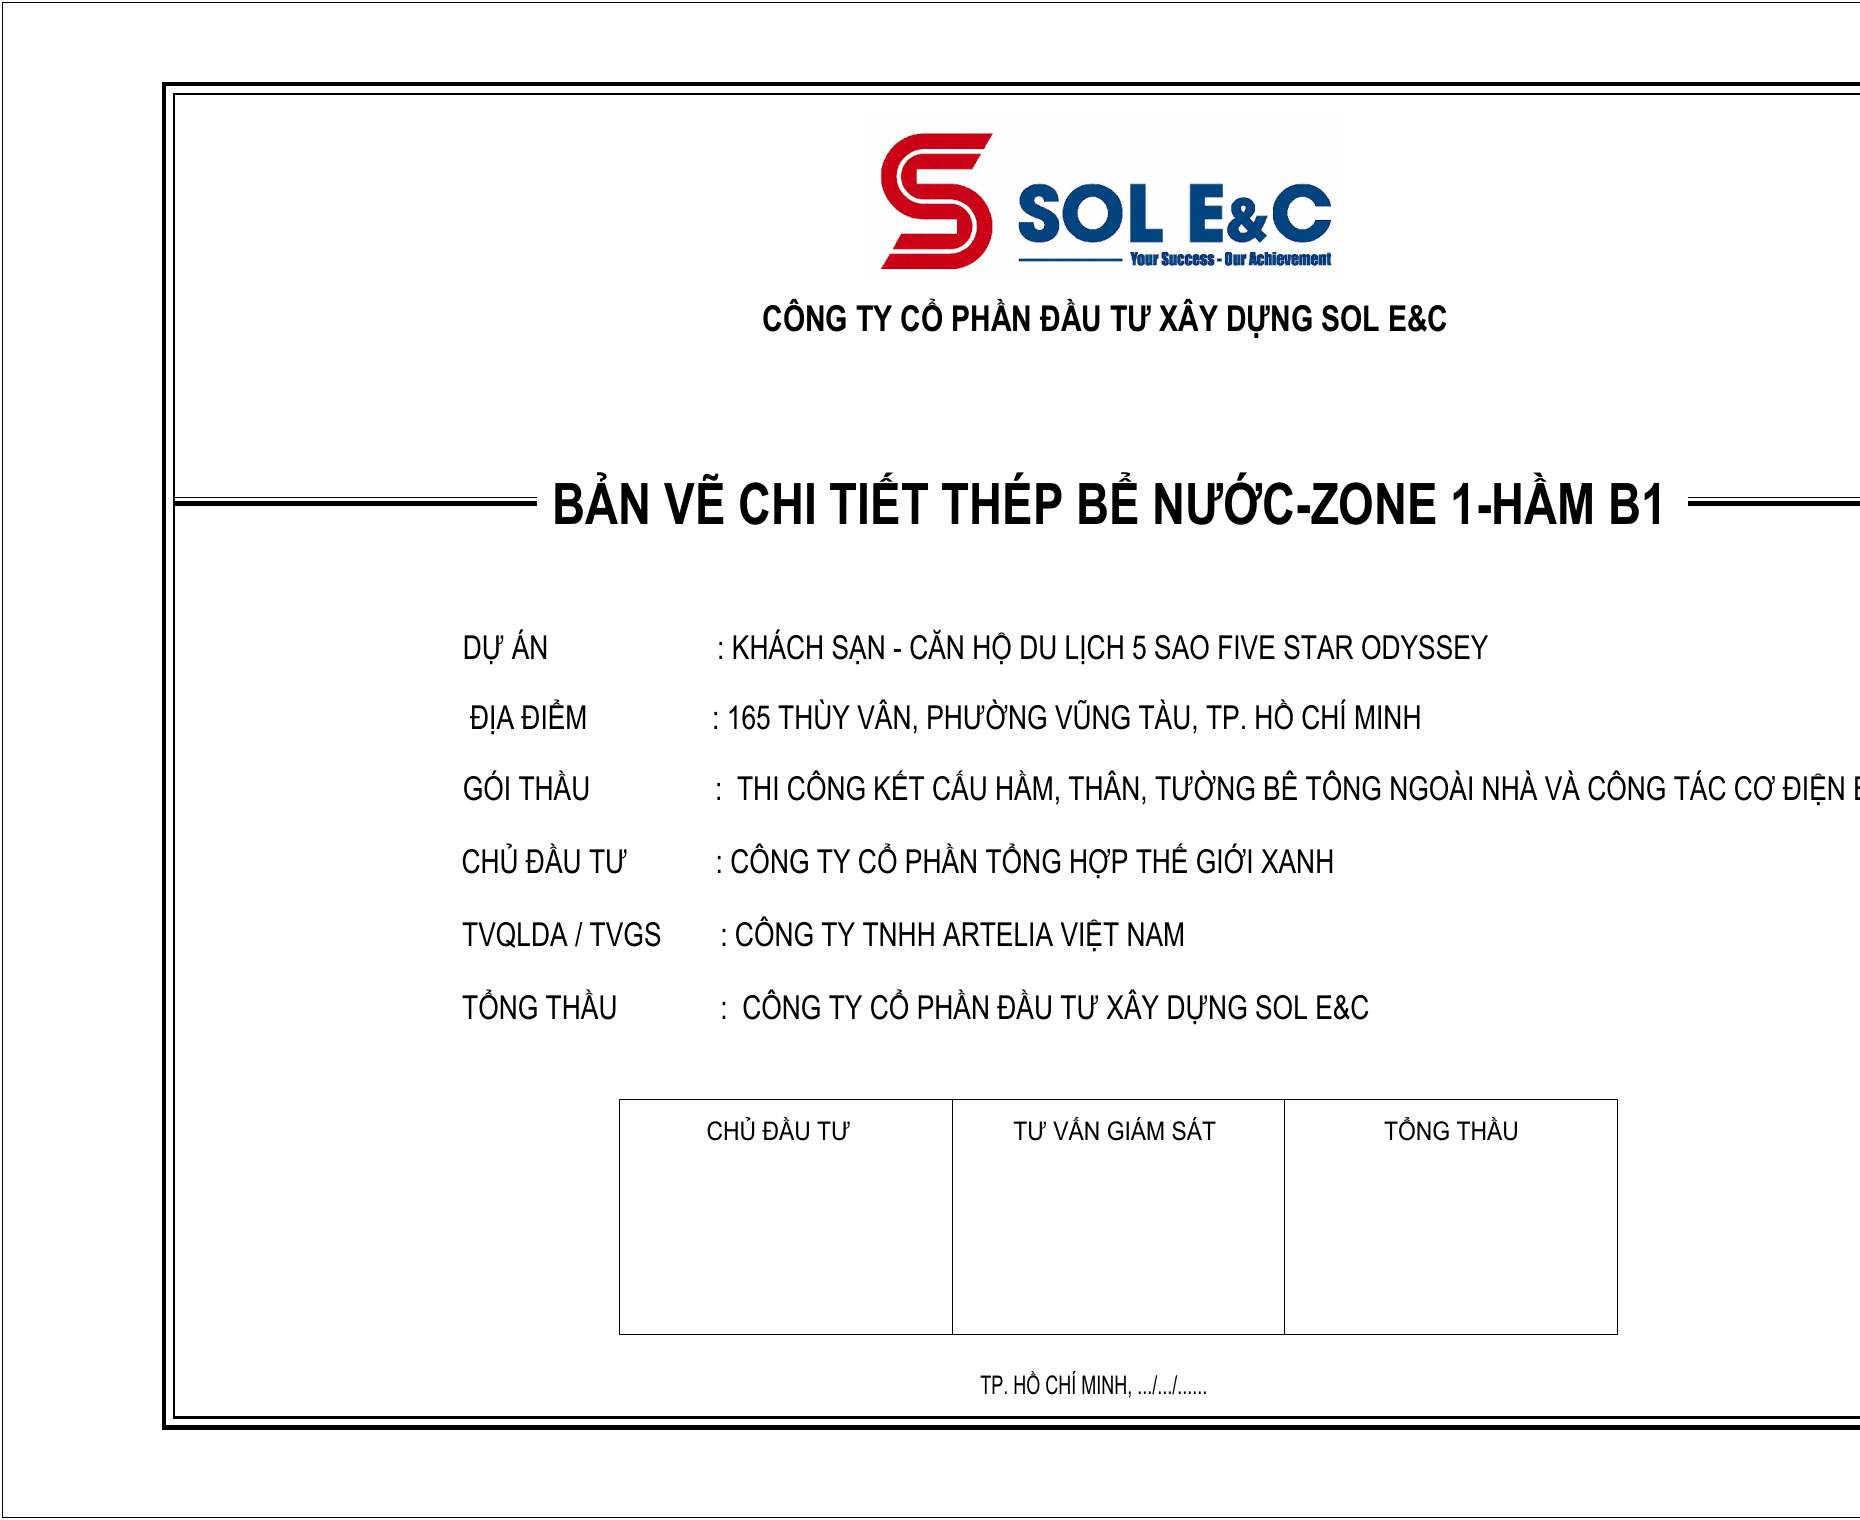 SOL E&C
Your Success - Our Achievement
CÔNG TY CỔ PHẦN ĐẦU TƯ XÂY DỰNG SOL E&C
BẢN VẼ CHI TIẾT THÉP BỂ NƯỚC-ZONE 1-HẦM B1
DỰ ÁN : KHÁCH SẠN - CĂN HỘ DU LỊCH 5 SAO FIVE STAR ODYSSEY
ĐỊA ĐIỂM : 165 THÙY VÂN, PHƯỜNG VŨNG TÀU, TP. HỒ CHÍ MINH
GÓI THẦU : THI CÔNG KẾT CẤU HẦM, THÂN, TƯỜNG BÊ TÔNG NGOÀI NHÀ VÀ CÔNG TÁC CƠ ĐIỆN
CHỦ ĐẦU TƯ : CÔNG TY CỔ PHẦN TỔNG HỢP THẾ GIỚI XANH
TVQLDA / TVGS : CÔNG TY TNHH ARTELIA VIỆT NAM
TỔNG THẦU : CÔNG TY CỔ PHẦN ĐẦU TƯ XÂY DỰNG SOL E&C
CHỦ ĐẦU TƯ TƯ VẤN GIÁM SÁT TỔNG THẦU
TP. HỒ CHÍ MINH, .../.../......